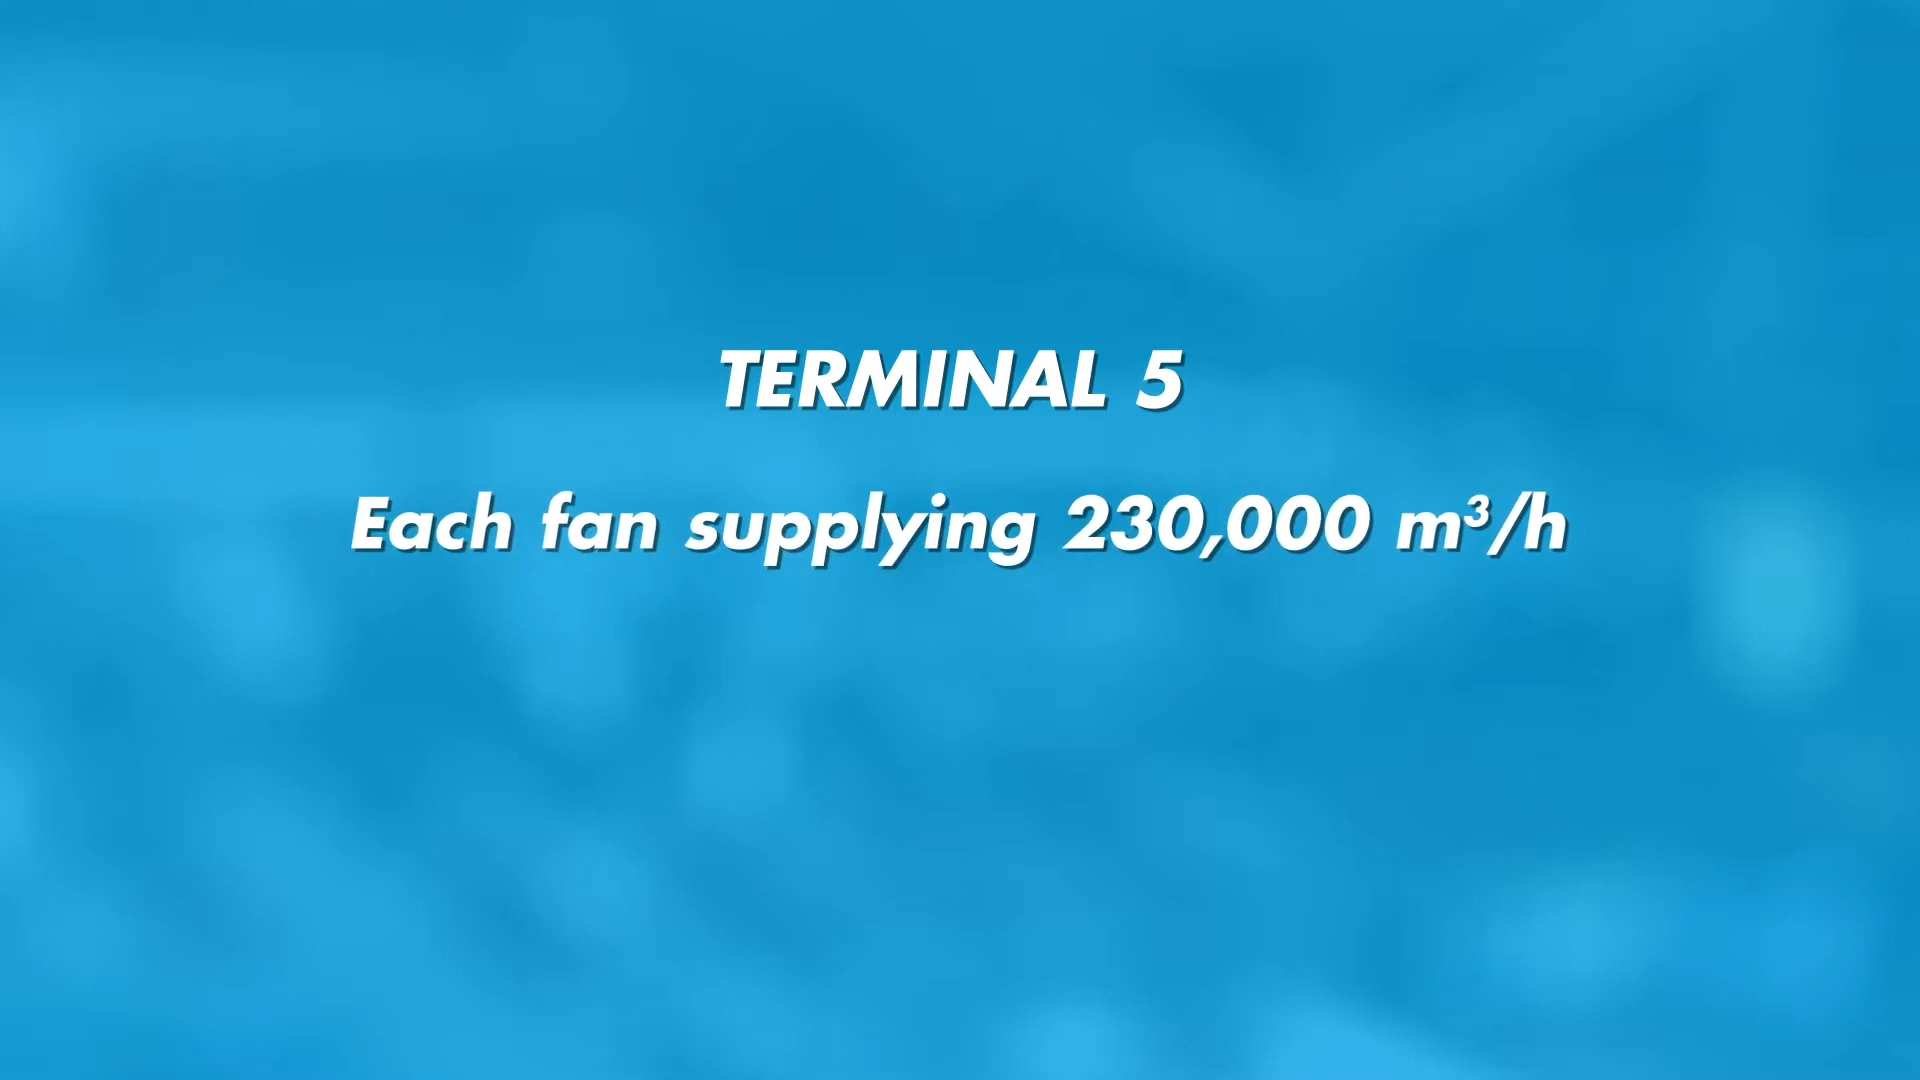 TERMINAL 5
Each fan supplying 230,000 m³/h